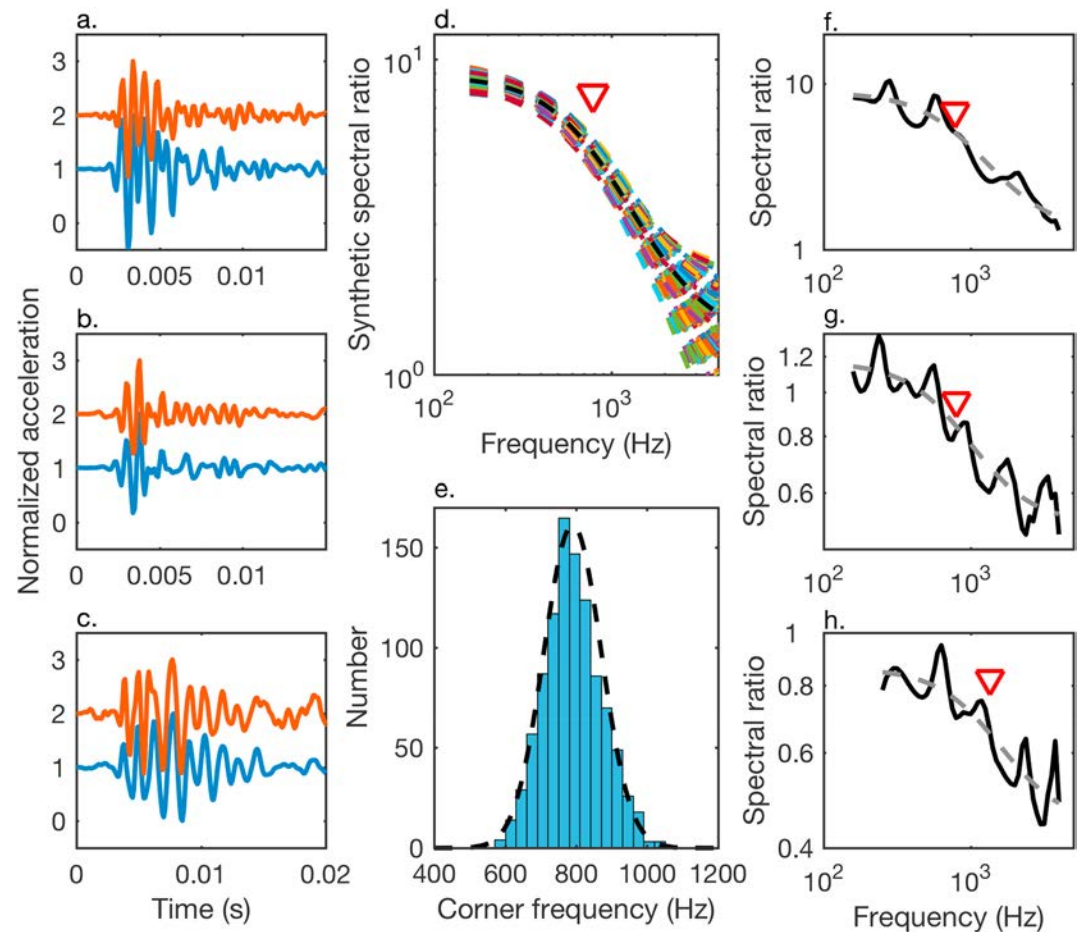 a.
3
2
1
0
0
0.005
0.01
b.
3
2
1
0
0
0.005
0.01
c.
3
2
1
0
0
0.01
0.02
Time (s)
Normalized acceleration
d.
10^1
10^0
10^2
10^3
Synthetic spectral ratio
Frequency (Hz)
e.
150
100
50
0
400
600
800
1000
1200
Number
Corner frequency (Hz)
f.
10
1
10^2
10^3
Spectral ratio
g.
1.2
1
0.8
0.6
10^2
10^3
Spectral ratio
h.
1
0.8
0.6
0.4
10^2
10^3
Spectral ratio
Frequency (Hz)